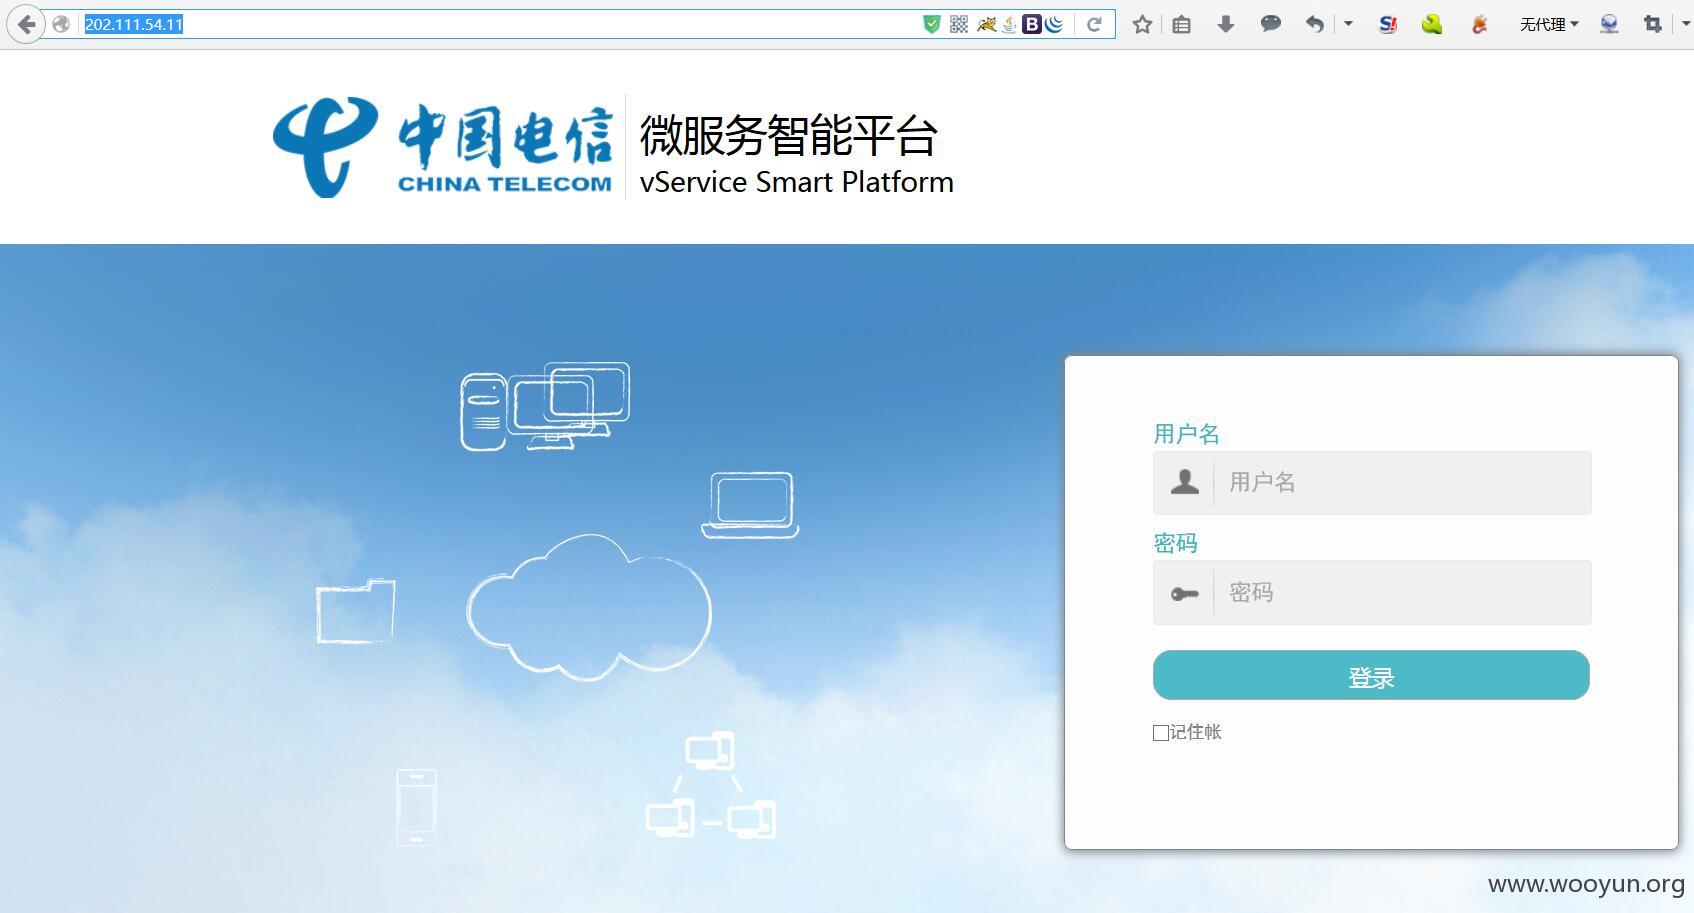 202.111.54.11
无代理
中国电信
CHINA TELECOM
微服务智能平台
vService Smart Platform
用户名
用户名
密码
密码
登录
记住帐
www.wooyun.org